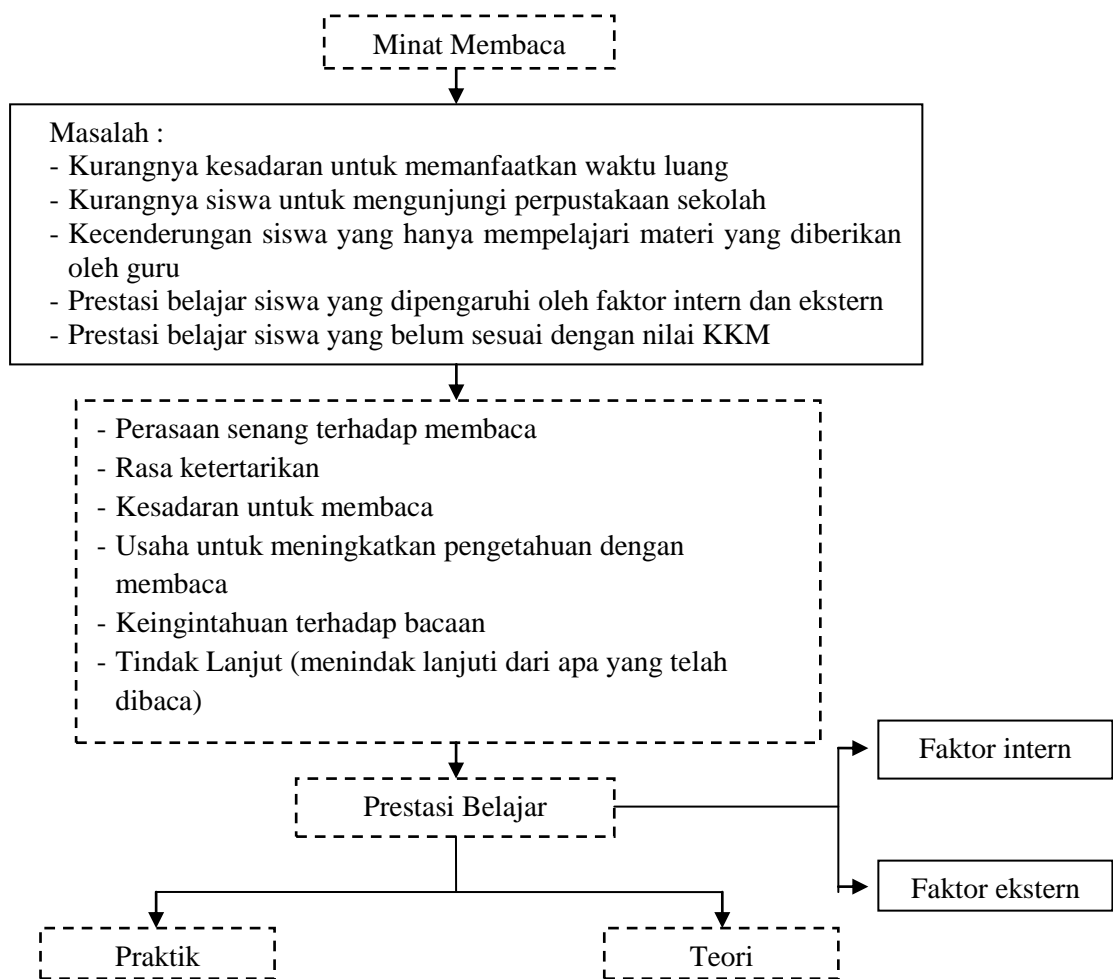 Minat Membaca
Masalah :
- Kurangnya kesadaran untuk memanfaatkan waktu luang
- Kurangnya siswa untuk mengunjungi perpustakaan sekolah
- Kecenderungan siswa yang hanya mempelajari materi yang diberikan
oleh guru
- Prestasi belajar siswa yang dipengaruhi oleh faktor intern dan ekstern
- Prestasi belajar siswa yang belum sesuai dengan nilai KKM
- Perasaan senang terhadap membaca
- Rasa ketertarikan
- Kesadaran untuk membaca
- Usaha untuk meningkatkan pengetahuan dengan
membaca
- Keingintahuan terhadap bacaan
- Tindak Lanjut (menindak lanjuti dari apa yang telah
dibaca)
Faktor intern
Prestasi Belajar
Faktor ekstern
Praktik
Teori